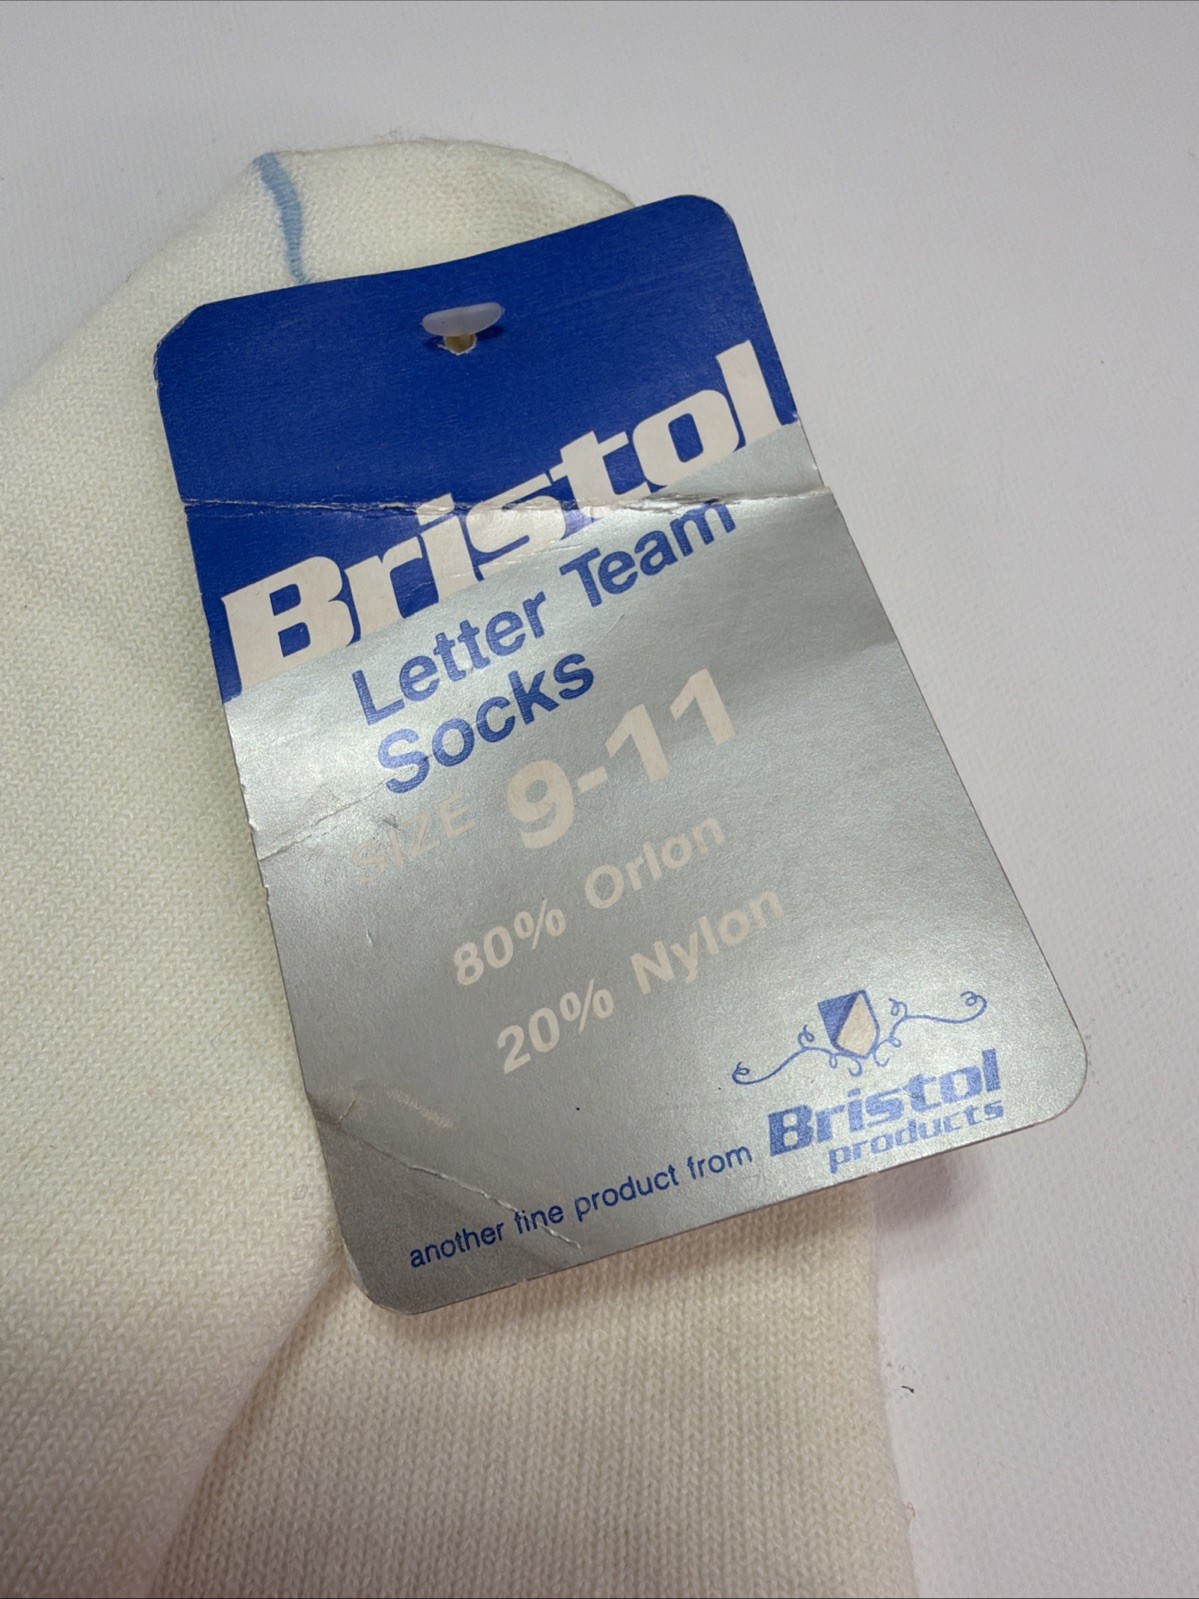 Bristol
Letter Team
Socks
SIZE 9-11
80% Orlon
20% Nylon
another fine product from Bristol
products